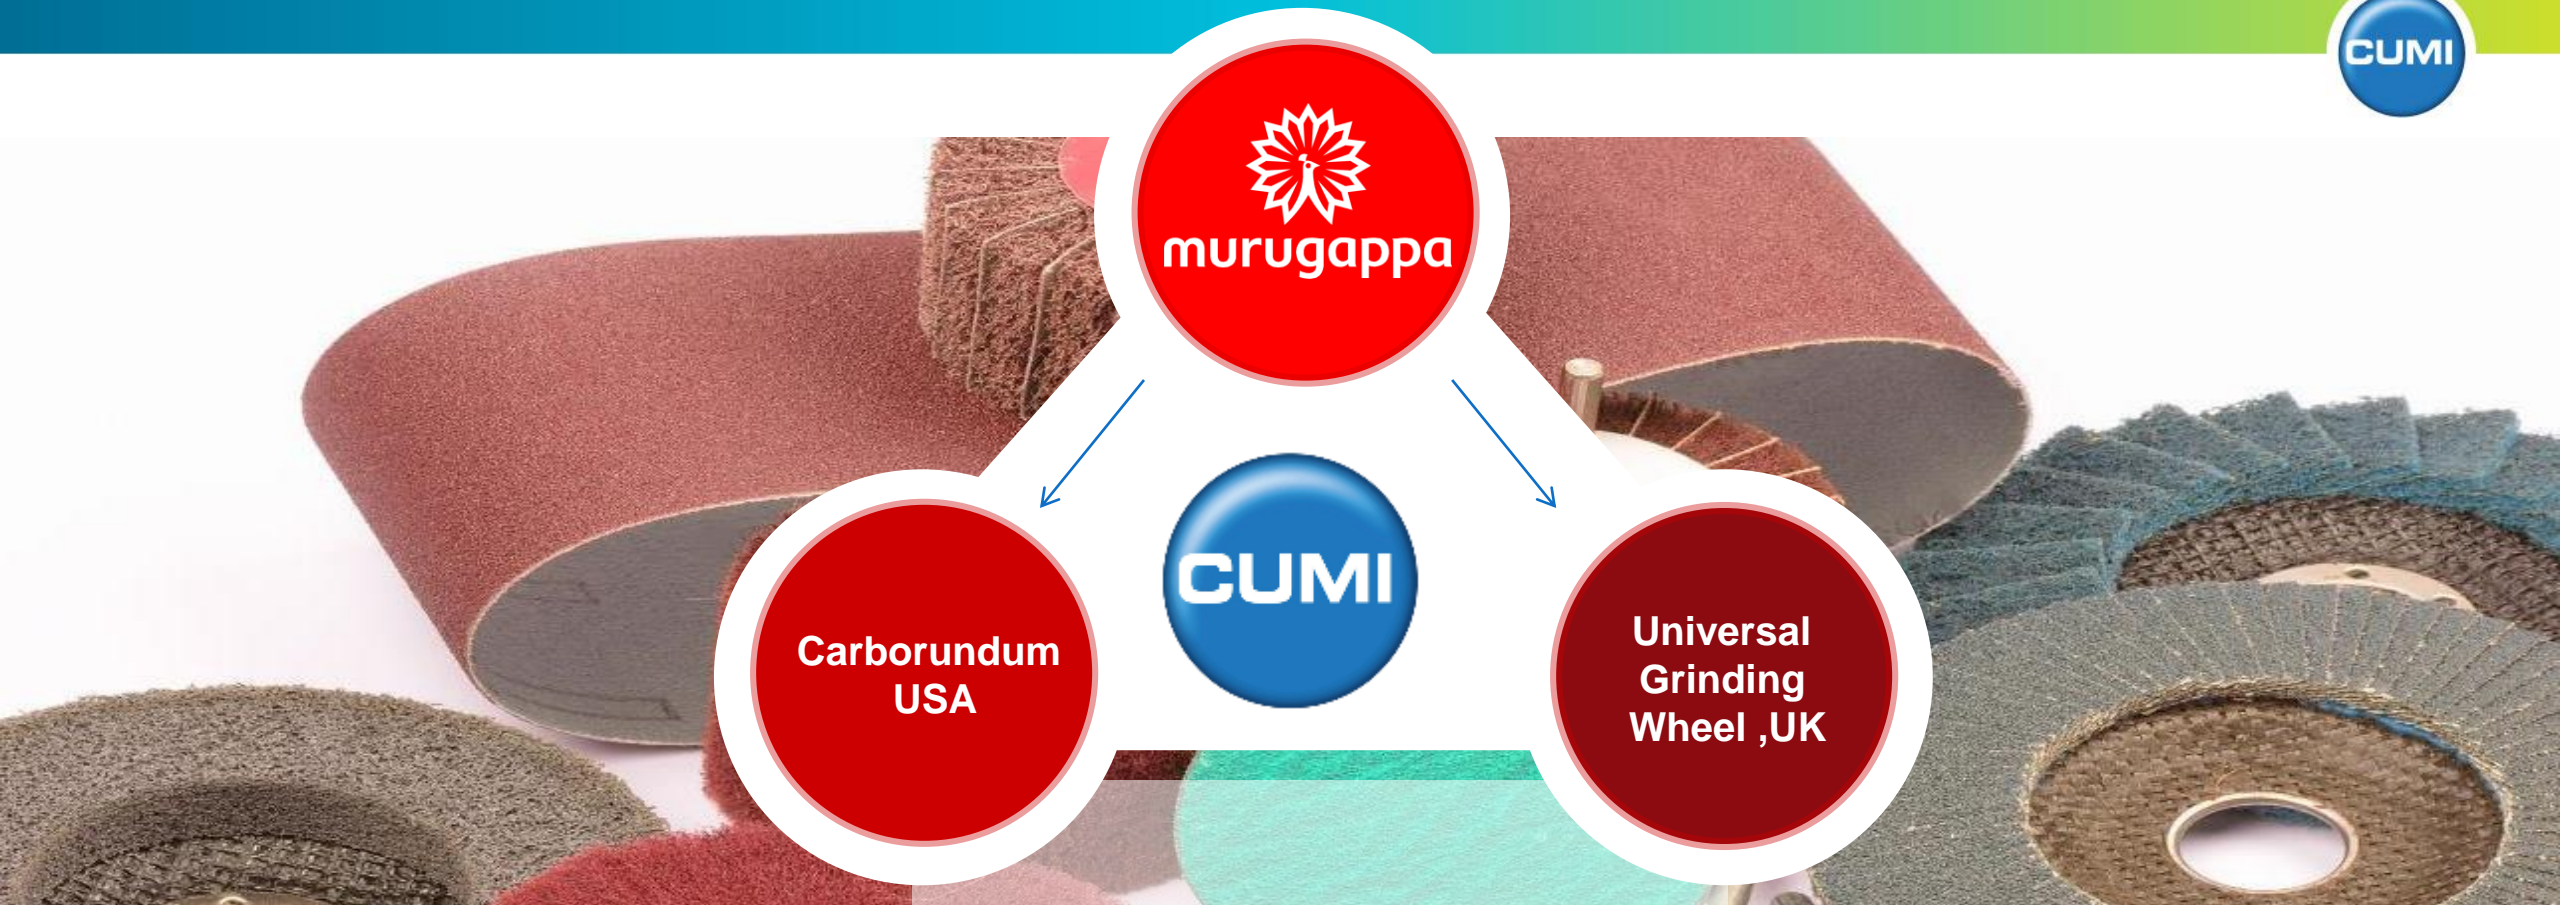 CUMI
murugappa
CUMI
Carborundum
USA
Universal
Grinding
Wheel ,UK